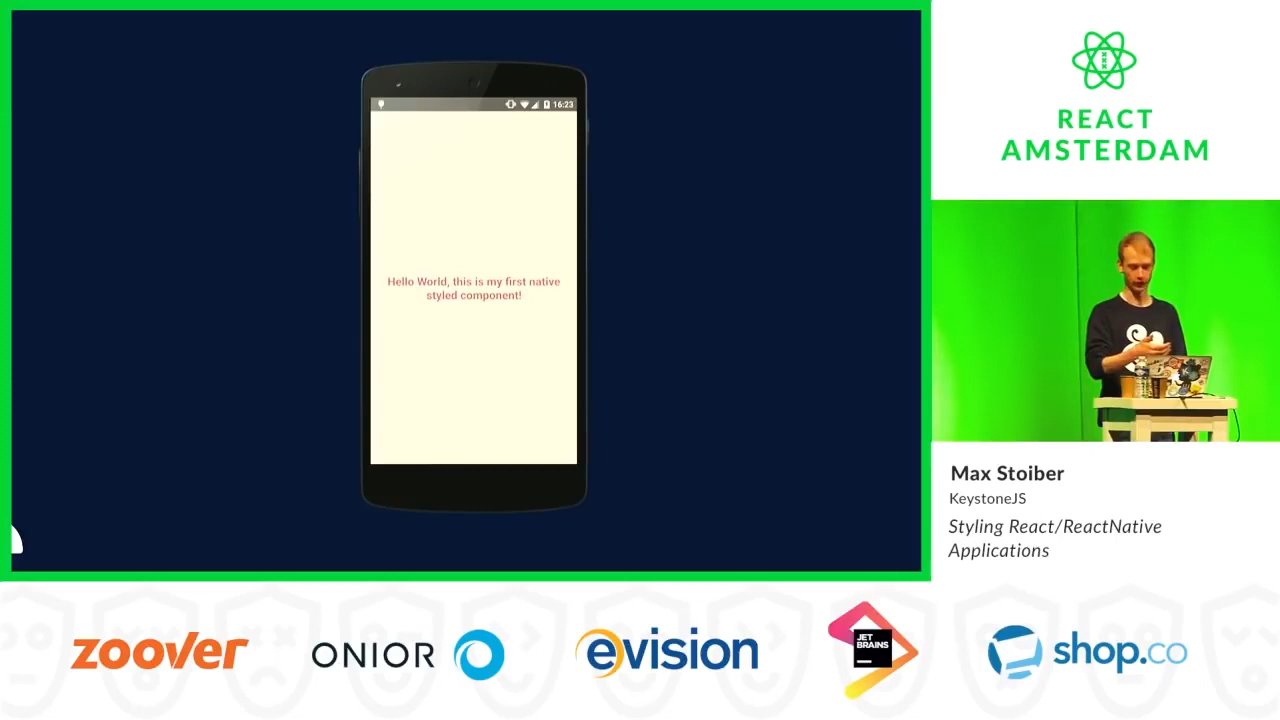 16:23
Hello World, this is my first native
styled component!
REACT
AMSTERDAM
Max Stoiber
KeystoneJS
Styling React/ReactNative
Applications
zoover
ONIOR
evision
JET
BRAINS
shop.co